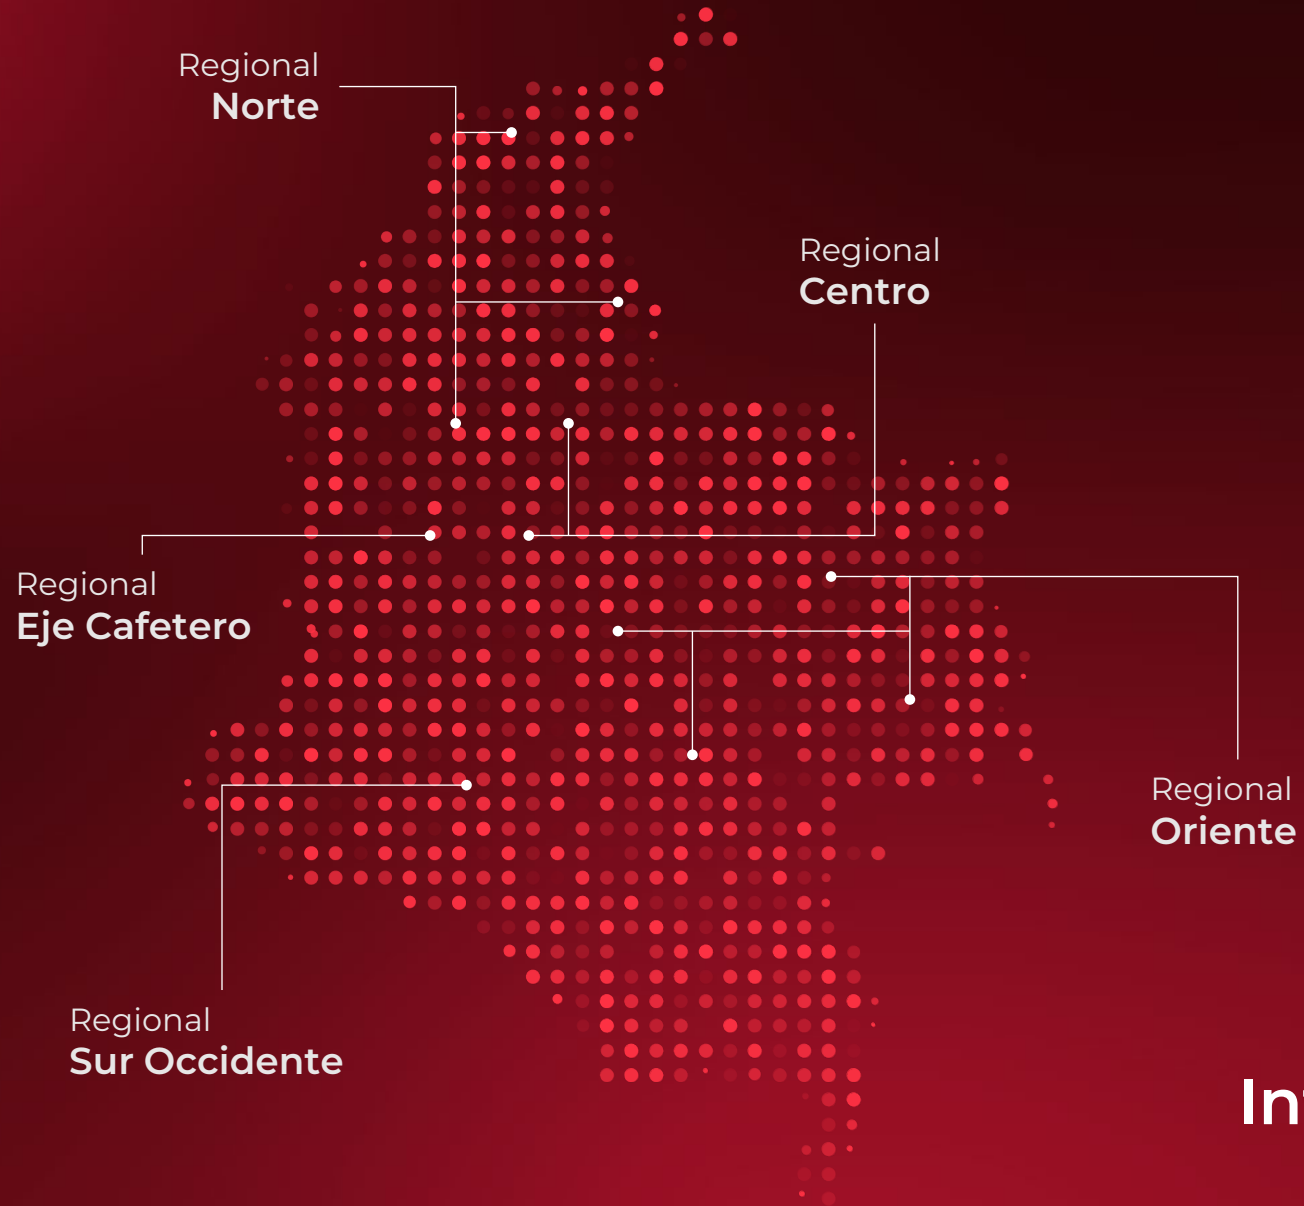 Regional
Norte
Regional
Centro
Regional
Eje Cafetero
Regional
Oriente
Regional
Sur Occidente